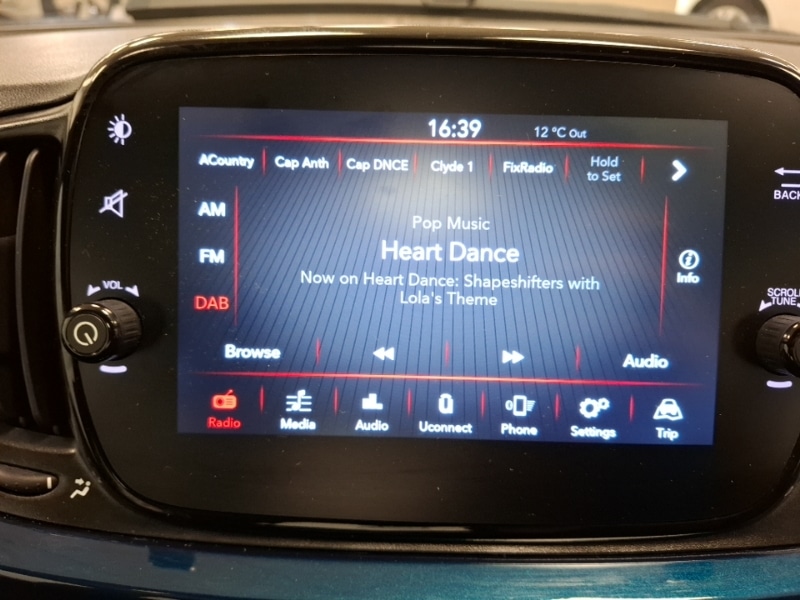 16:39 12 °C Out
ACountry Cap Anth Cap DNCE Clyde 1 FixRadio Hold
to Set
AM
FM
DAB
Pop Music
Heart Dance
Now on Heart Dance: Shapeshifters with
Lola's Theme
Info
Browse Audio
Radio Media Audio Uconnect Phone Settings Trip
VOL
BACK
SCROLL
TUNE